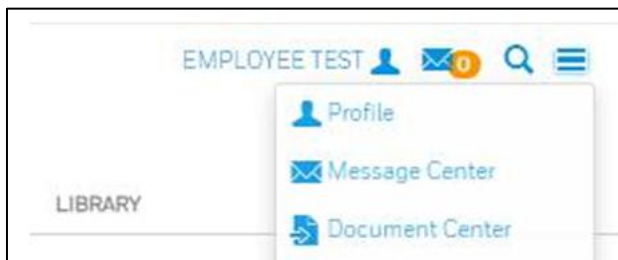 EMPLOYEE TEST 0
Profile
Message Center
LIBRARY
Document Center